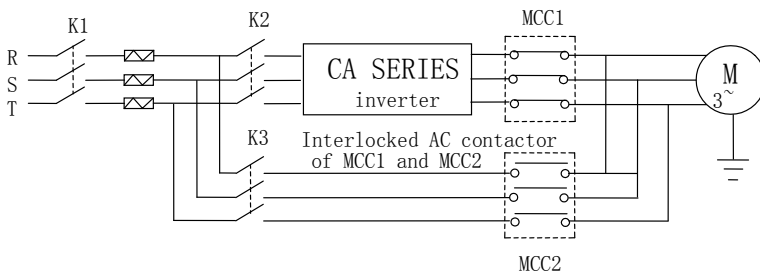 MCC1
K1
K2
R
S
T
CA SERIES
inverter
M
3~
K3
Interlocked AC contactor
of MCC1 and MCC2
MCC2